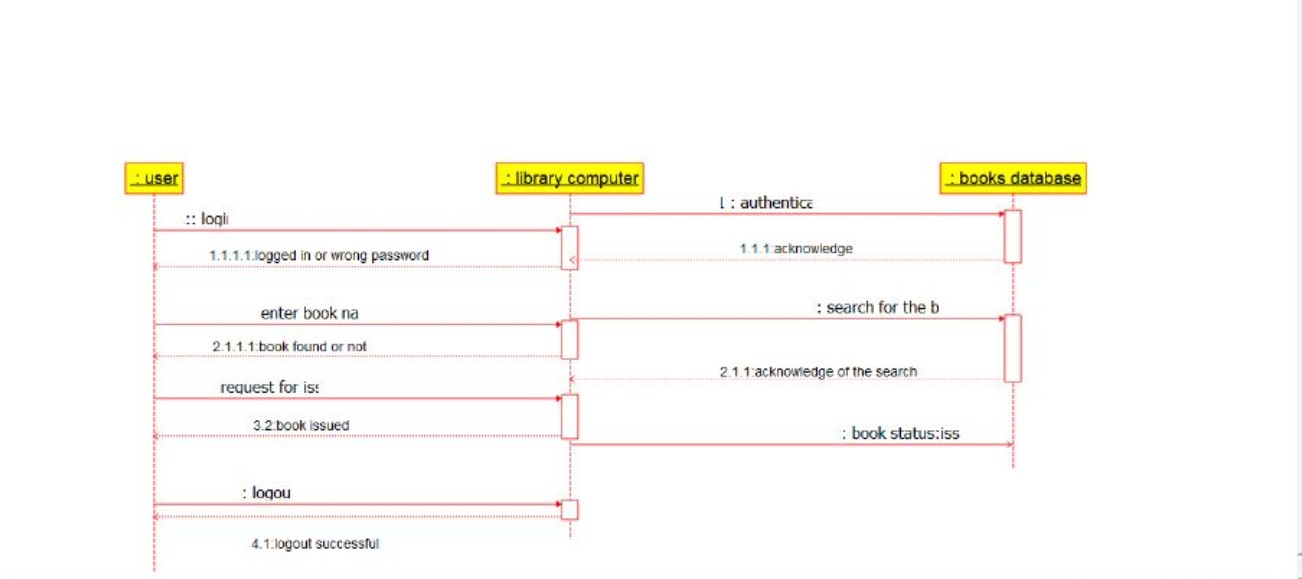 : user
: library computer
: books database
: authentica
:: logi
1.1.1:acknowledge
1.1.1.1:logged in or wrong password
: search for the b
enter book na
2.1.1.1:book found or not
2.1.1:acknowledge of the search
request for iss
3.2:book issued
: book status:iss
: logou
4.1:logout successful